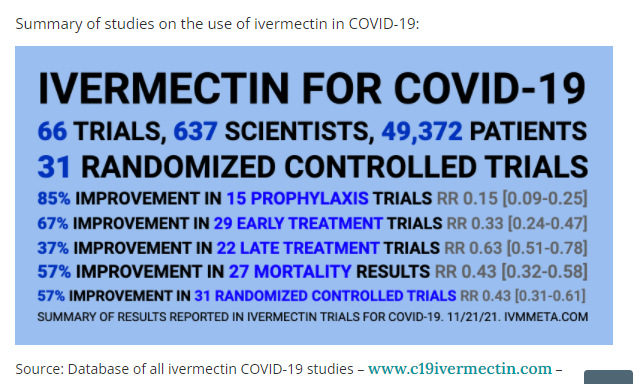 Summary of studies on the use of ivermectin in COVID-19:
IVERMECTIN FOR COVID-19
66 TRIALS, 637 SCIENTISTS, 49,372 PATIENTS
31 RANDOMIZED CONTROLLED TRIALS
85% IMPROVEMENT IN 15 PROPHYLAXIS TRIALS RR 0.15 [0.09-0.25]
67% IMPROVEMENT IN 29 EARLY TREATMENT TRIALS RR 0.33 [0.24-0.47]
37% IMPROVEMENT IN 22 LATE TREATMENT TRIALS RR 0.63 [0.51-0.78]
57% IMPROVEMENT IN 27 MORTALITY RESULTS RR 0.43 [0.32-0.58]
57% IMPROVEMENT IN 31 RANDOMIZED CONTROLLED TRIALS RR 0.43 [0.31-0.61]
SUMMARY OF RESULTS REPORTED IN IVERMECTIN TRIALS FOR COVID-19. 11/21/21. IVMMETA.COM
Source: Database of all ivermectin COVID-19 studies – www.c19ivermectin.com –